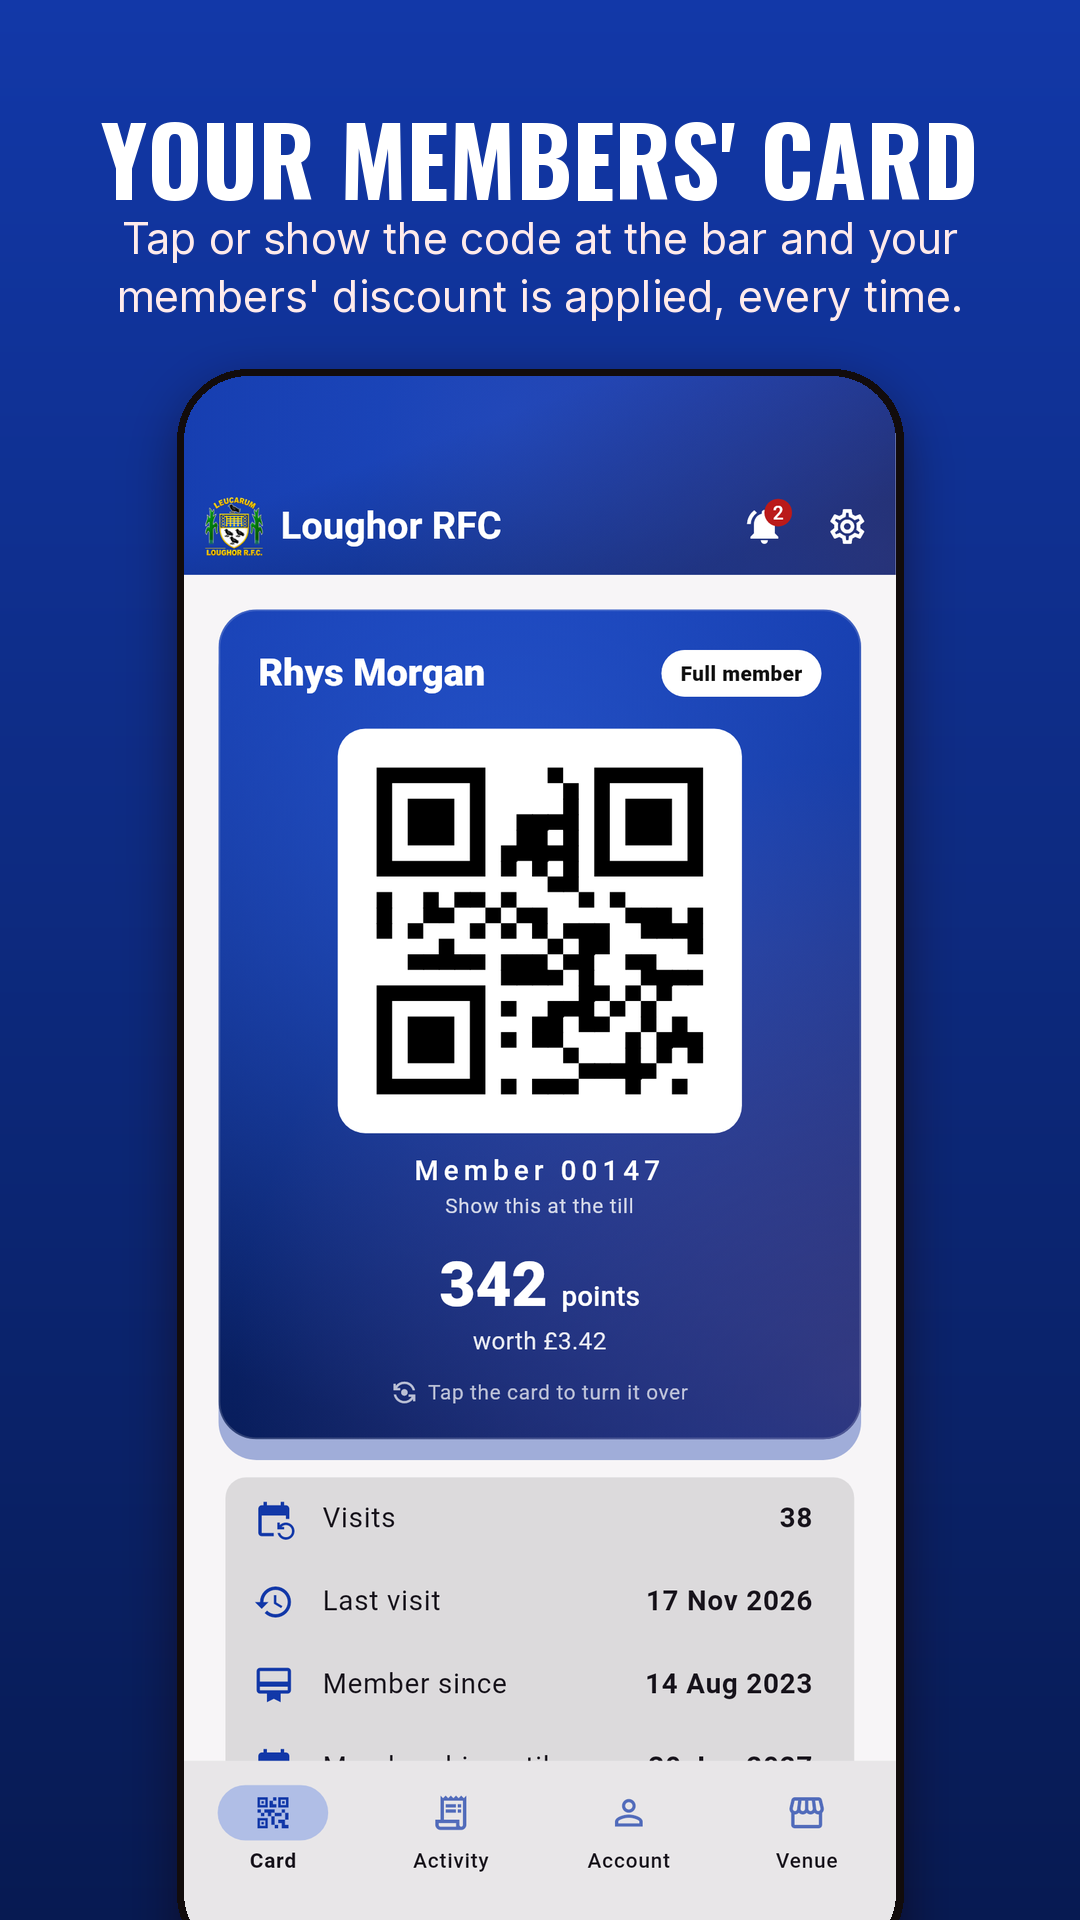 YOUR MEMBERS' CARD
Tap or show the code at the bar and your
members' discount is applied, every time.
LEUCARUM
LOUGHOR R.F.C.
Loughor RFC
2
Rhys Morgan
Full member
Member 00147
Show this at the till
342 points
worth £3.42
Tap the card to turn it over
Visits 38
Last visit 17 Nov 2026
Member since 14 Aug 2023
Card
Activity
Account
Venue